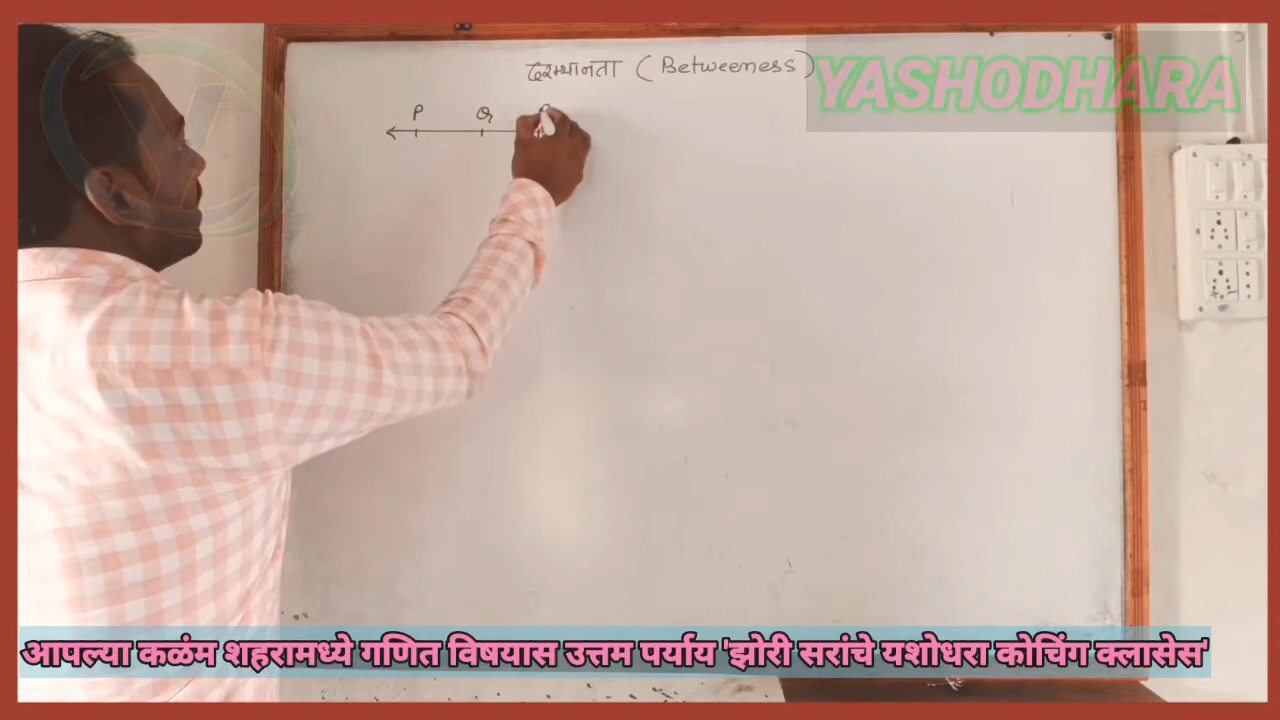 दरम्यानता (Betweeness)
YASHODHARA
P Q
आपल्या कळंम शहरामध्ये गणित विषयास उत्तम पर्याय 'झोरी सरांचे यशोधरा कोचिंग क्लासेस'